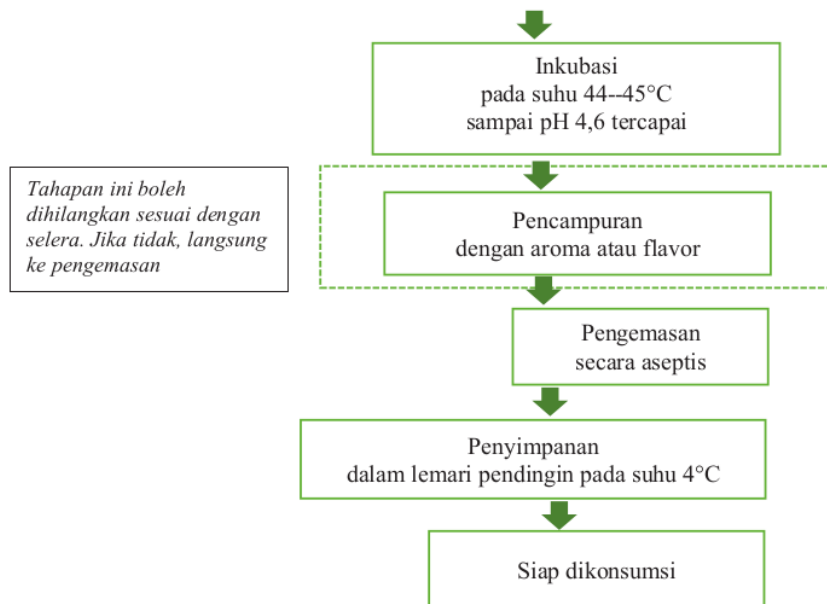 Inkubasi
pada suhu 44--45°C
sampai pH 4,6 tercapai
Tahapan ini boleh
dihilangkan sesuai dengan
selera. Jika tidak, langsung
ke pengemasan
Pencampuran
dengan aroma atau flavor
Pengemasan
secara aseptis
Penyimpanan
dalam lemari pendingin pada suhu 4°C
Siap dikonsumsi